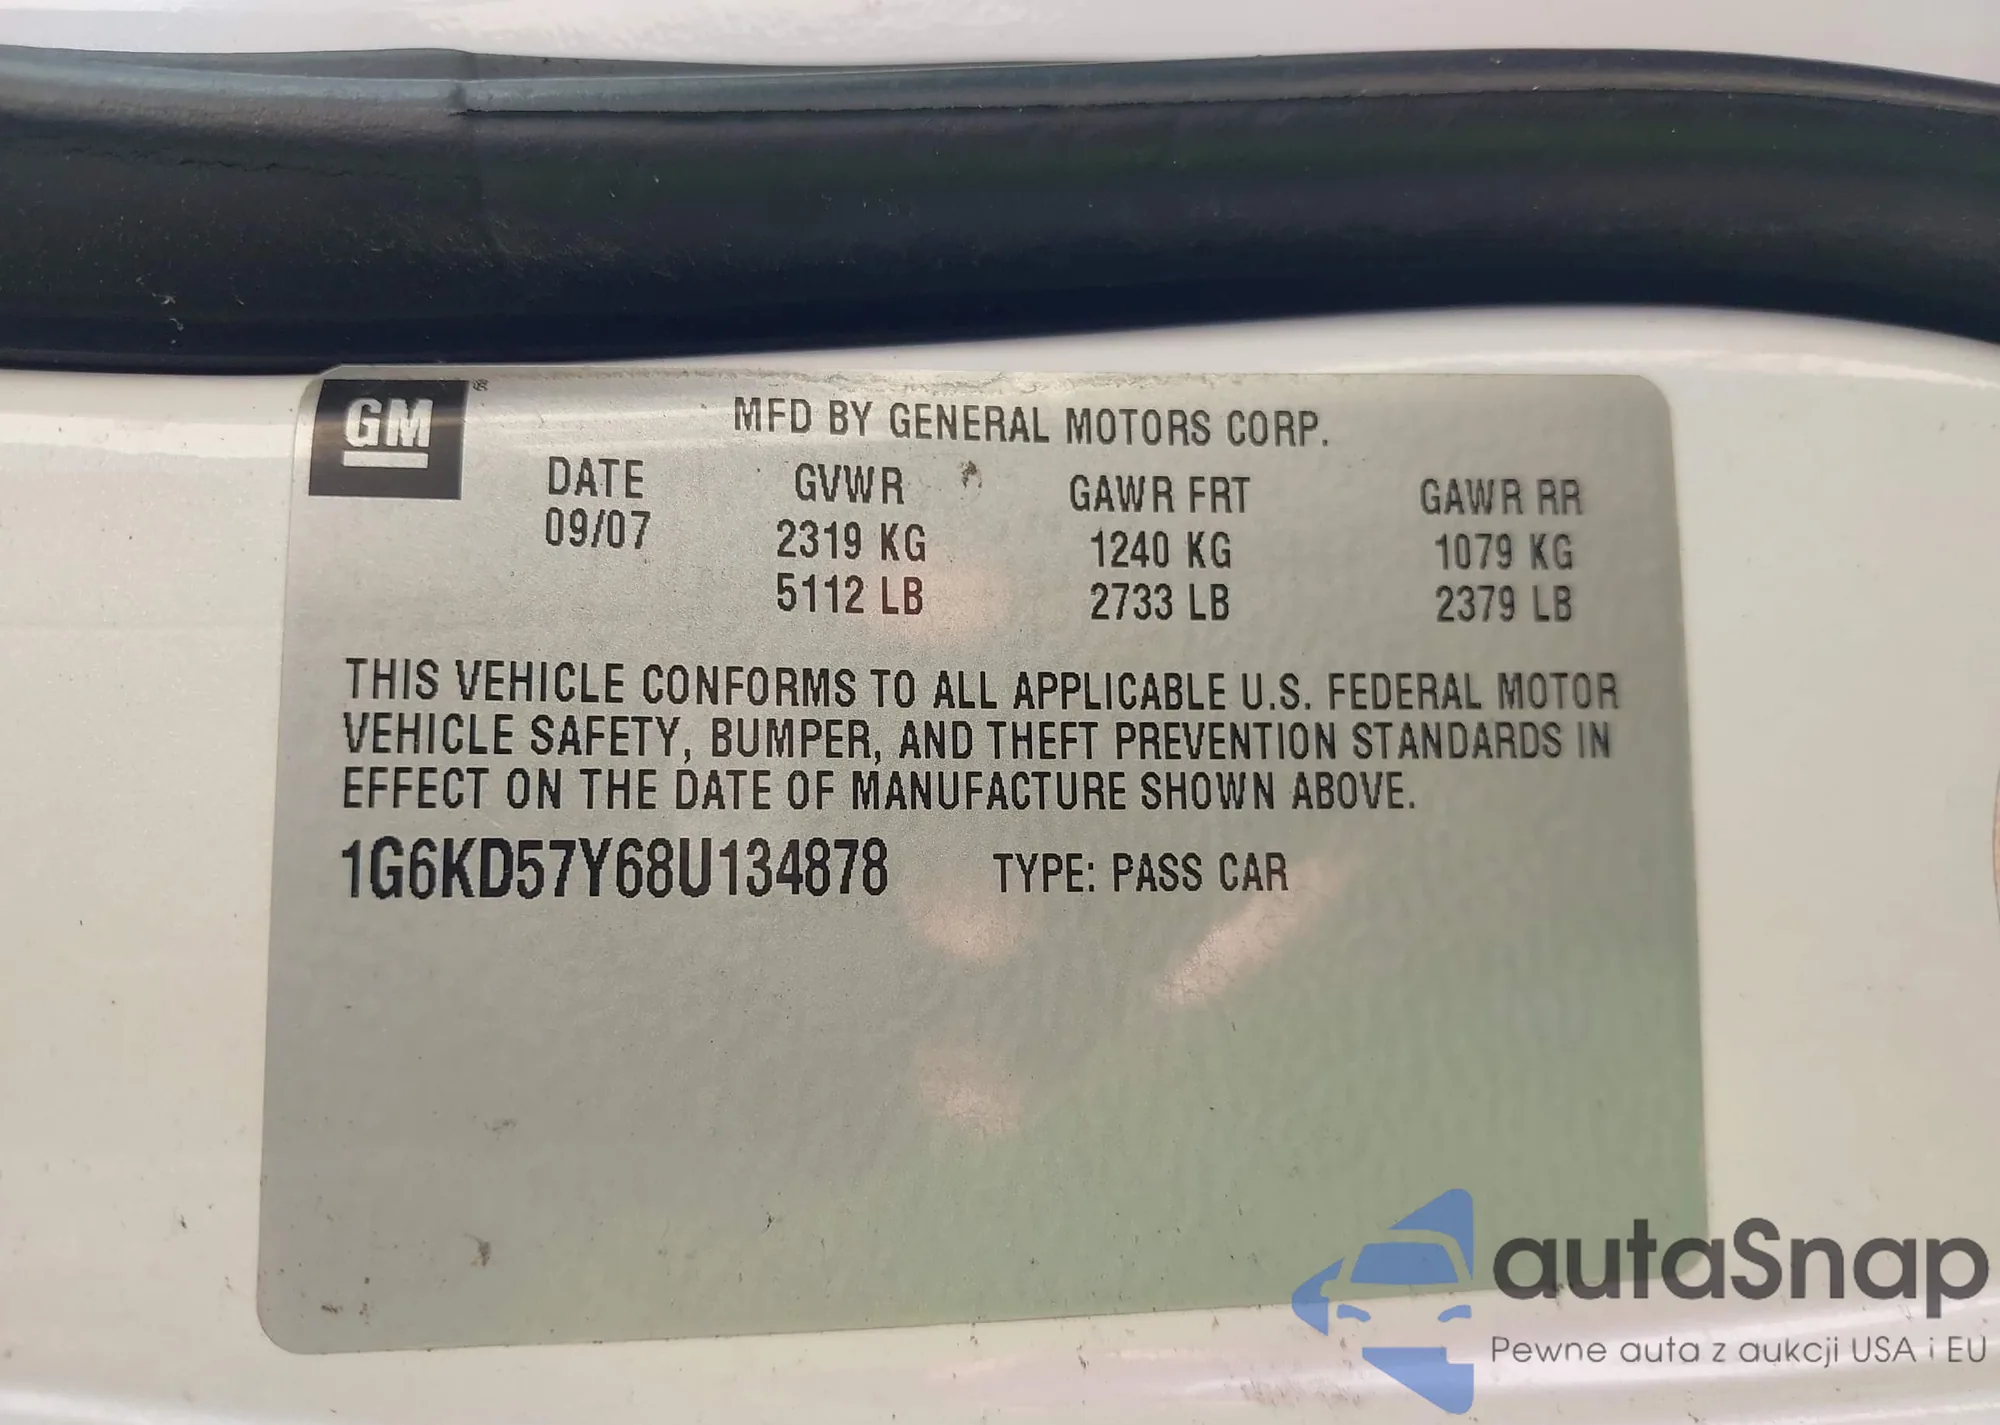 GM®
MFD BY GENERAL MOTORS CORP.
DATE GVWR GAWR FRT GAWR RR
09/07 2319 KG 1240 KG 1079 KG
5112 LB 2733 LB 2379 LB
THIS VEHICLE CONFORMS TO ALL APPLICABLE U.S. FEDERAL MOTOR
VEHICLE SAFETY, BUMPER, AND THEFT PREVENTION STANDARDS IN
EFFECT ON THE DATE OF MANUFACTURE SHOWN ABOVE.
1G6KD57Y68U134878 TYPE: PASS CAR
autaSnap
Pewne auta z aukcji USA i EU